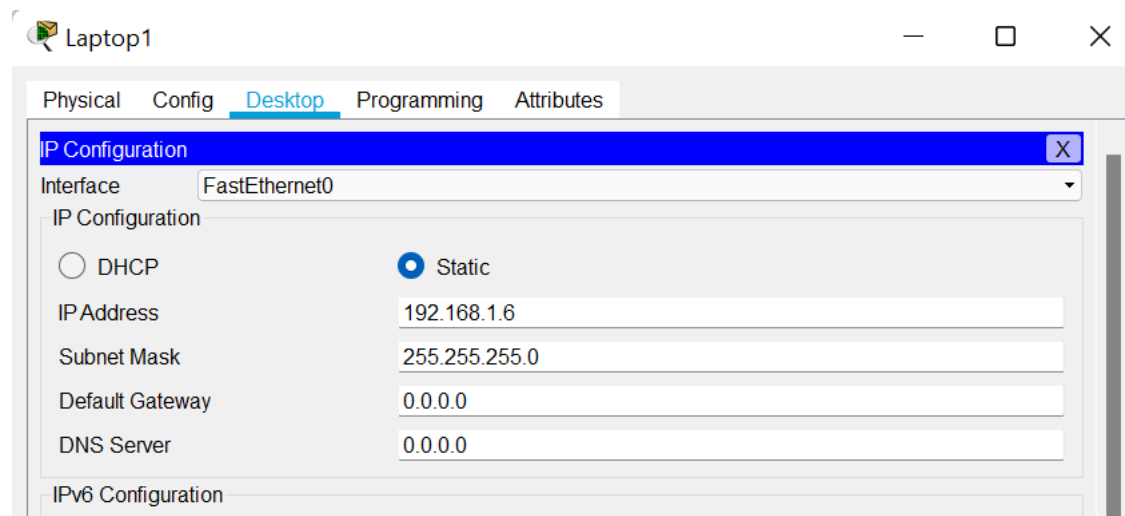 Laptop1
Physical Config Desktop Programming Attributes
IP Configuration X
Interface FastEthernet0
IP Configuration
DHCP Static
IP Address 192.168.1.6
Subnet Mask 255.255.255.0
Default Gateway 0.0.0.0
DNS Server 0.0.0.0
IPv6 Configuration